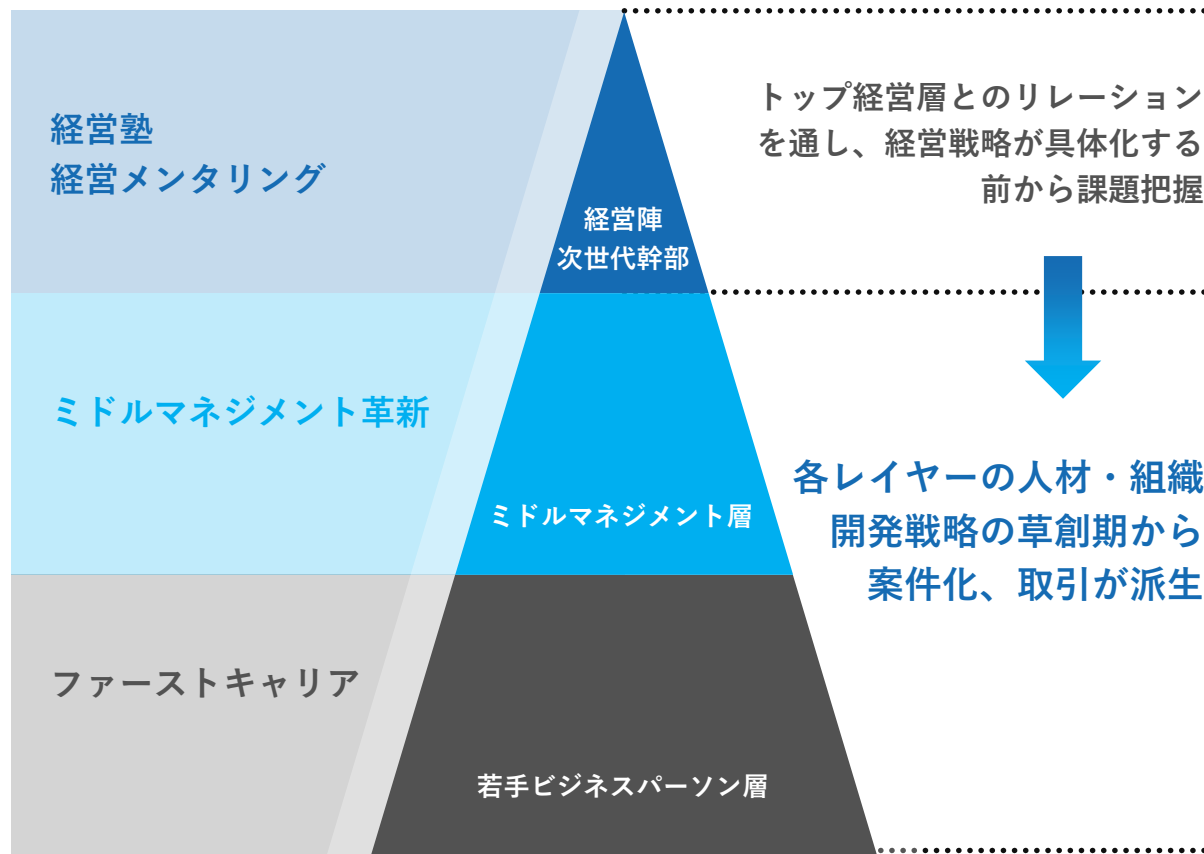 経営塾
経営メンタリング
経営陣
次世代幹部
トップ経営層とのリレーション
を通し、経営戦略が具体化する
前から課題把握
ミドルマネジメント革新
ミドルマネジメント層
各レイヤーの人材・組織
開発戦略の草創期から
案件化、取引が派生
ファーストキャリア
若手ビジネスパーソン層